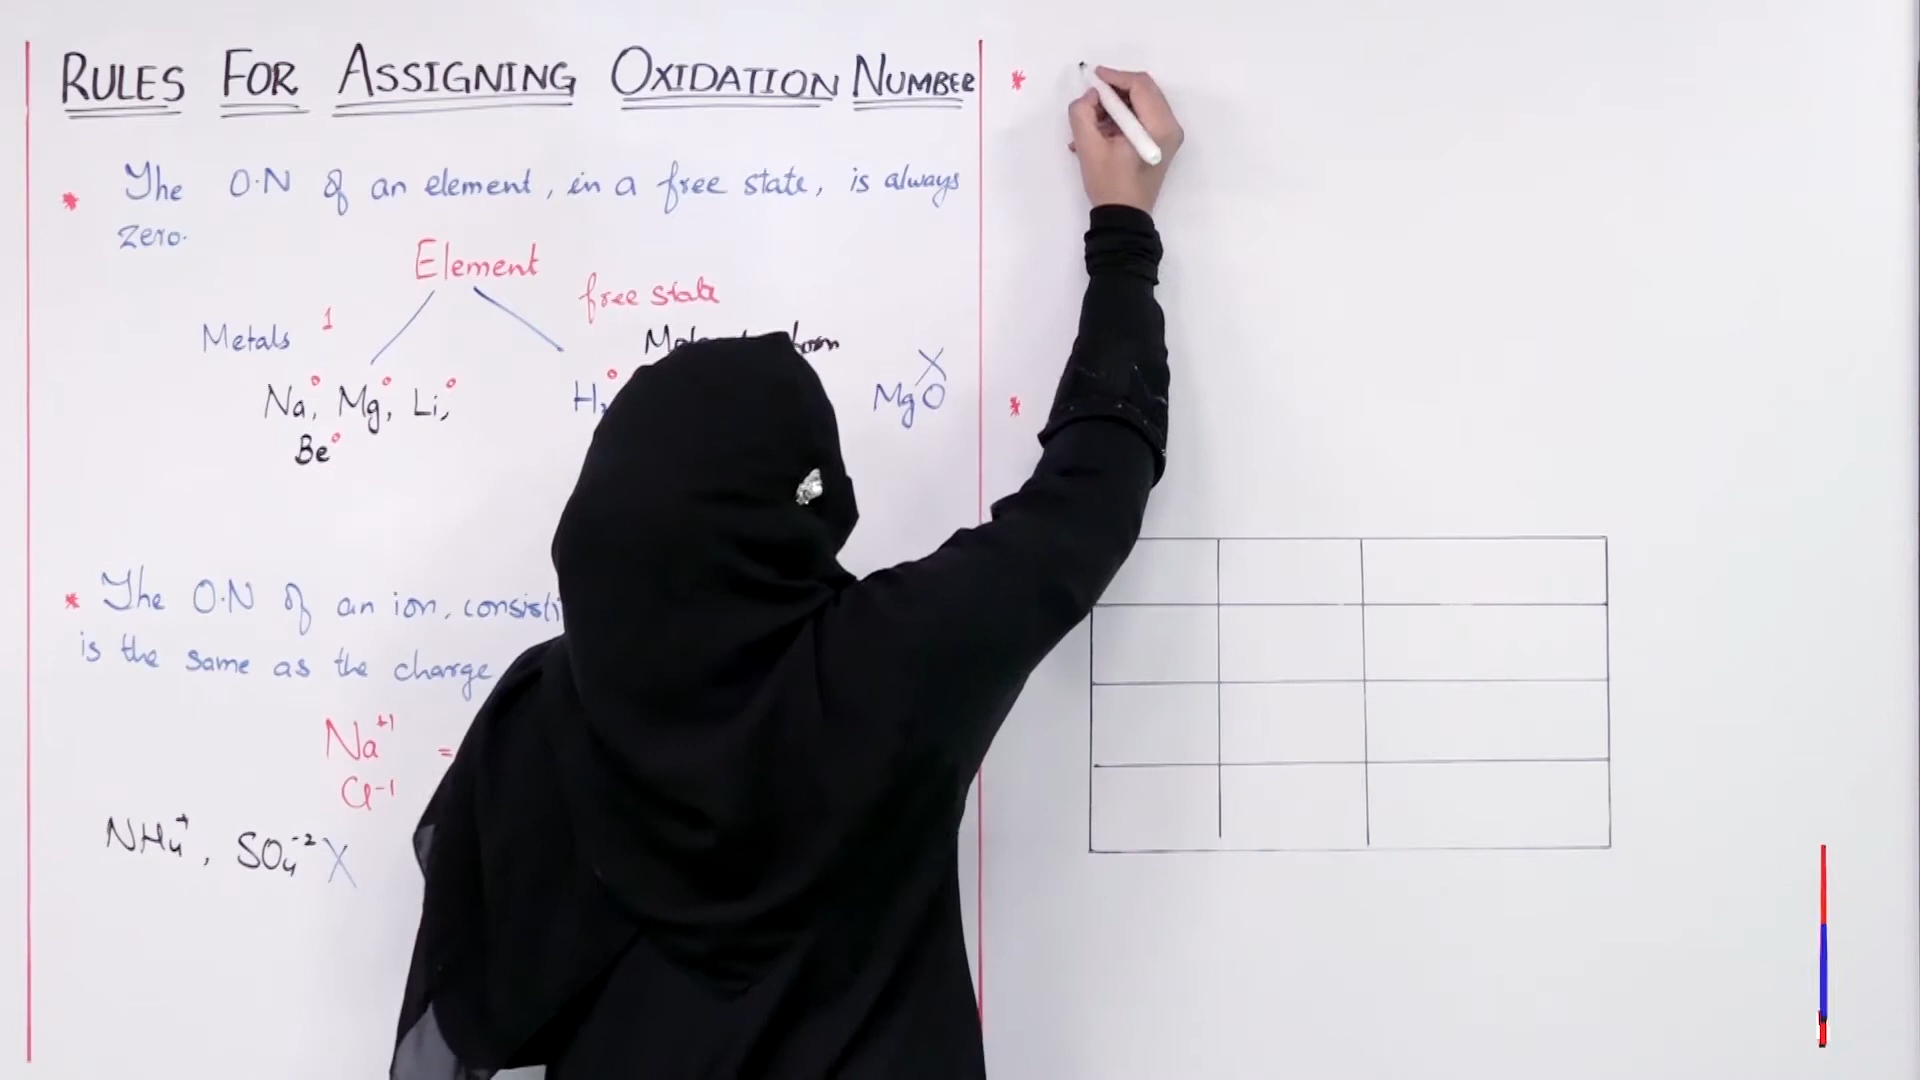 RULES FOR ASSIGNING OXIDATION NUMBER
* The O.N of an element, in a free state, is always
zero.
Element
free state
Metals 1
Na°, Mg°, Li°,
Be°
H₂°
MgO X
* The O.N of an ion,
is the same as the charge
Na⁺¹ =
Cl⁻¹
NH₄⁺, SO₄⁻² X
*
*